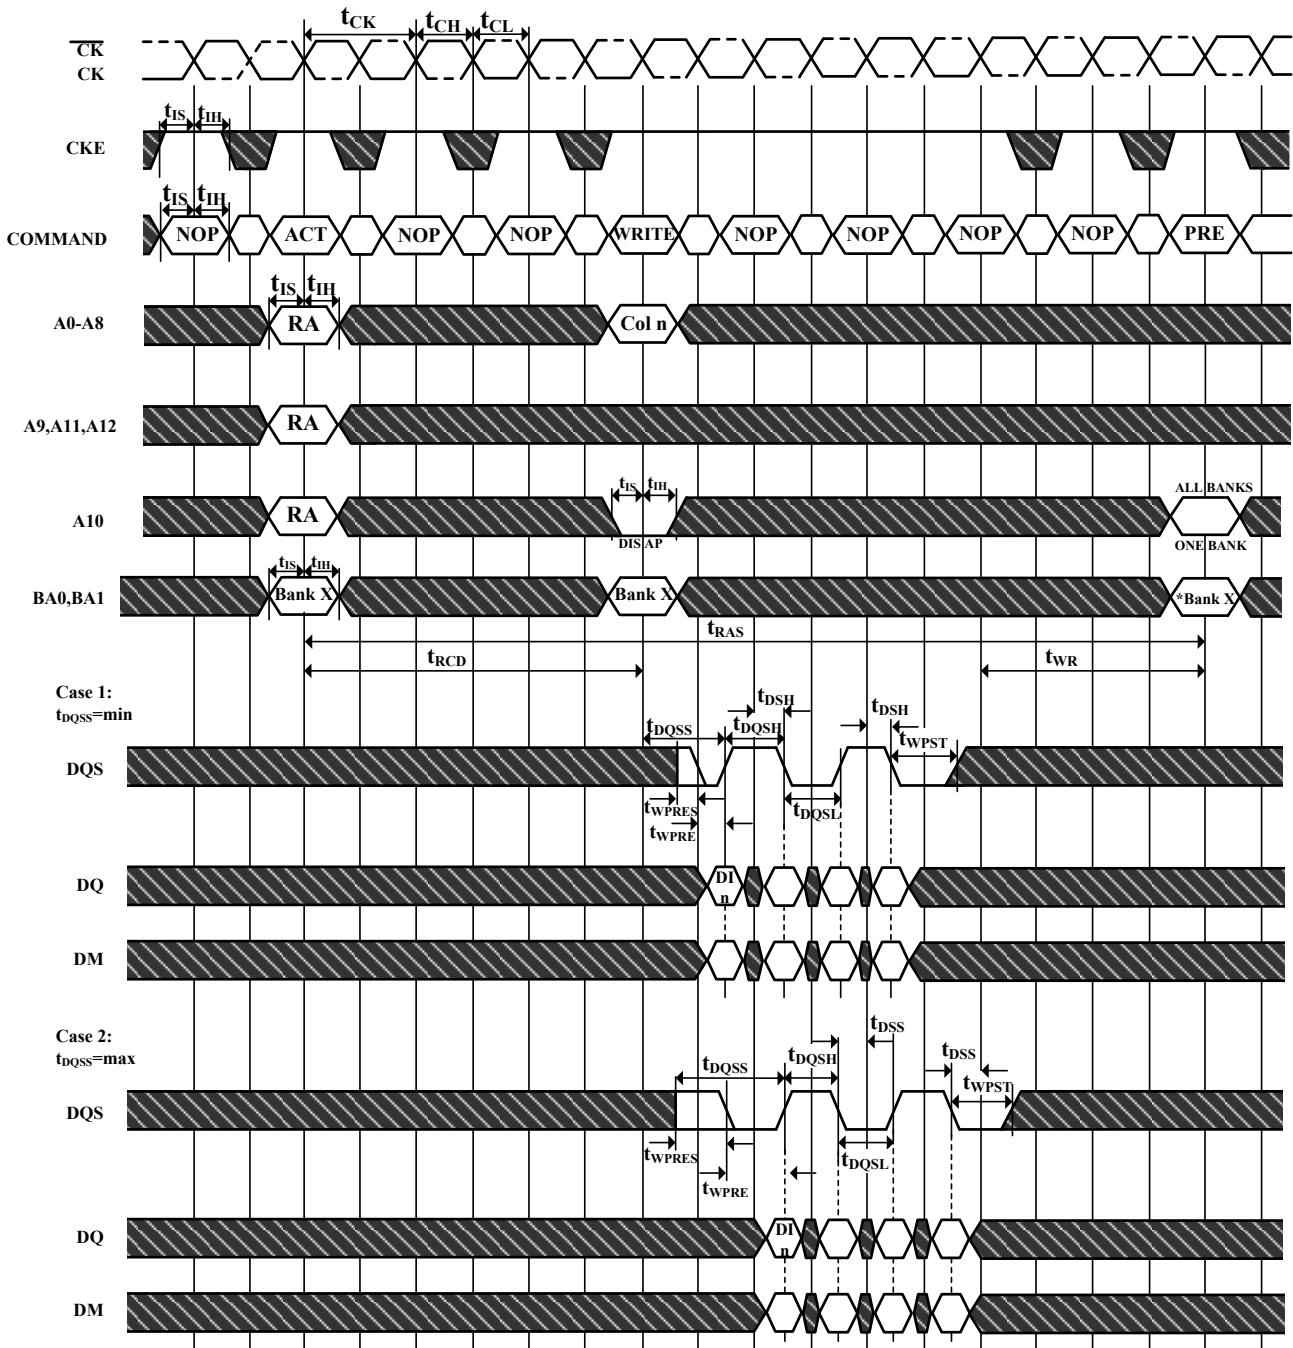 tCK tCH tCL
CK
CK
tIS tIH
CKE
tIS tIH
COMMAND NOP ACT NOP NOP WRITE NOP NOP NOP NOP PRE
tIS tIH
A0-A8 RA Col n
A9,A11,A12 RA
tIS tIH ALL BANKS
A10 RA
DIS AP ONE BANK
tIS tIH
BA0,BA1 Bank X Bank X *Bank X
tRAS
tRCD tWR
Case 1:
tDQSS=min
tDSH tDSH
tDQSS tDQSH
tWPST
DQS
tWPRES tDQSL
tWPRE
DQ DI
n
DM
Case 2:
tDQSS=max
tDSS
tDQSS tDQSH tDSS
tWPST
DQS
tWPRES tDQSL
tWPRE
DQ DI
n
DM